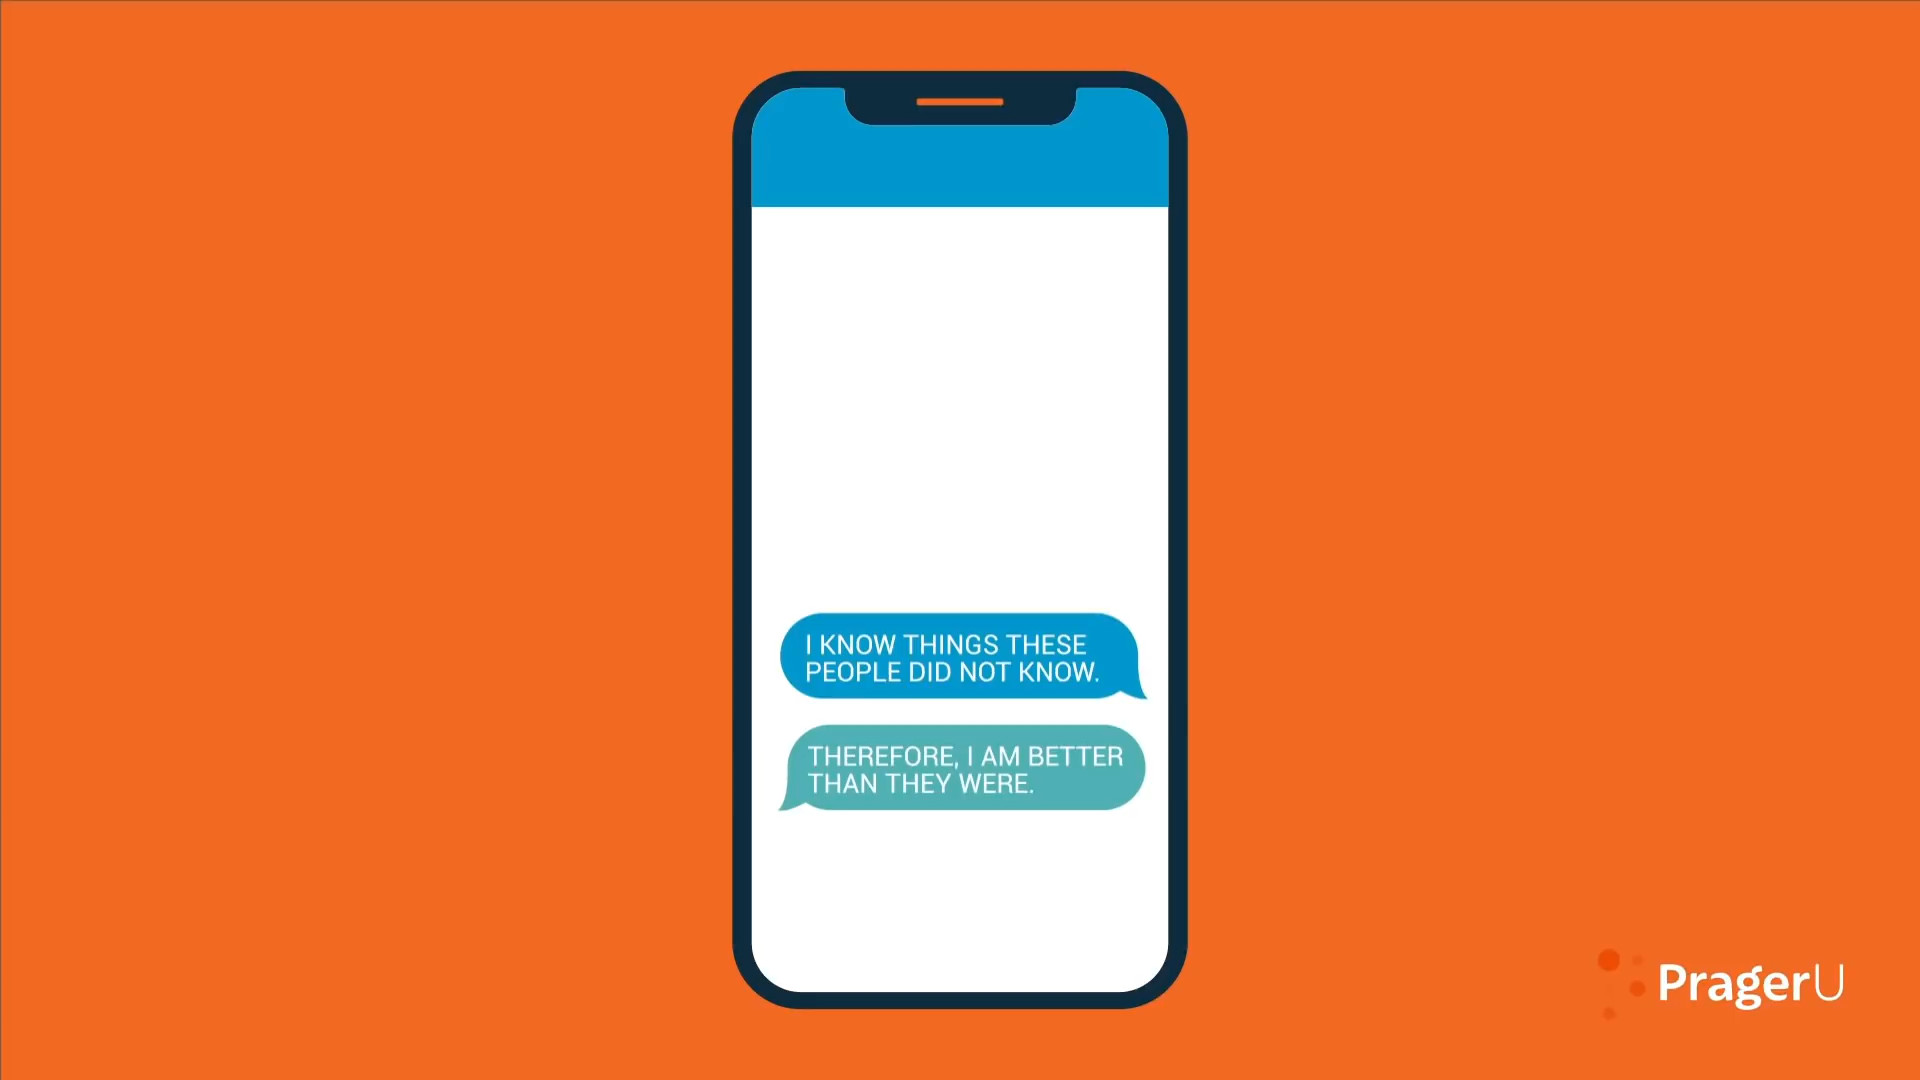 I KNOW THINGS THESE
PEOPLE DID NOT KNOW.
THEREFORE, I AM BETTER
THAN THEY WERE.
PragerU